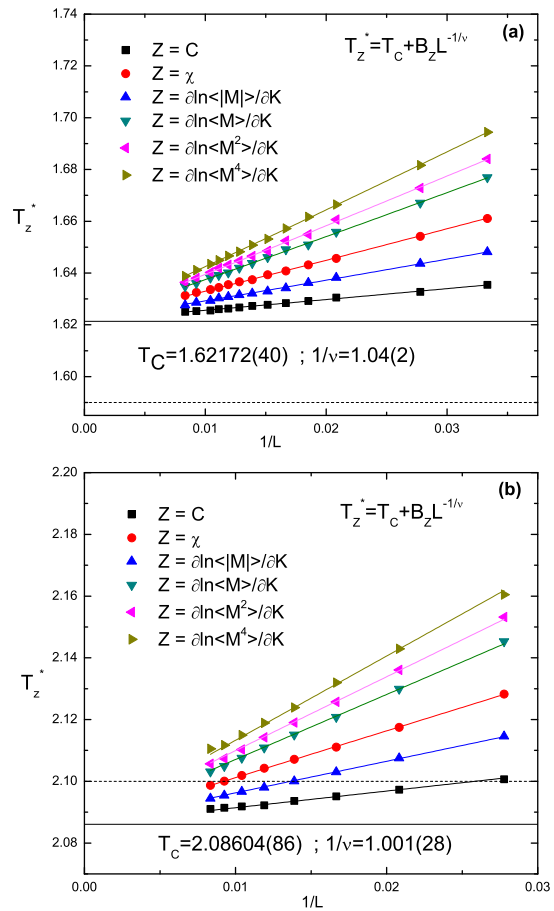 (a)
T_Z^*=T_C+B_ZL^{-1/ν}
Z = C
Z = χ
Z = ∂ln<|M|>/∂K
Z = ∂ln<M>/∂K
Z = ∂ln<M²>/∂K
Z = ∂ln<M⁴>/∂K
1.74
1.72
1.70
1.68
1.66
1.64
1.62
1.60
T_z^*
T_C=1.62172(40) ; 1/ν=1.04(2)
0.00 0.01 0.02 0.03
1/L
(b)
T_Z^*=T_C+B_ZL^{-1/ν}
Z = C
Z = χ
Z = ∂ln<|M|>/∂K
Z = ∂ln<M>/∂K
Z = ∂ln<M²>/∂K
Z = ∂ln<M⁴>/∂K
2.20
2.18
2.16
2.14
2.12
2.10
2.08
T_z^*
T_C=2.08604(86) ; 1/ν=1.001(28)
0.00 0.01 0.02 0.03
1/L